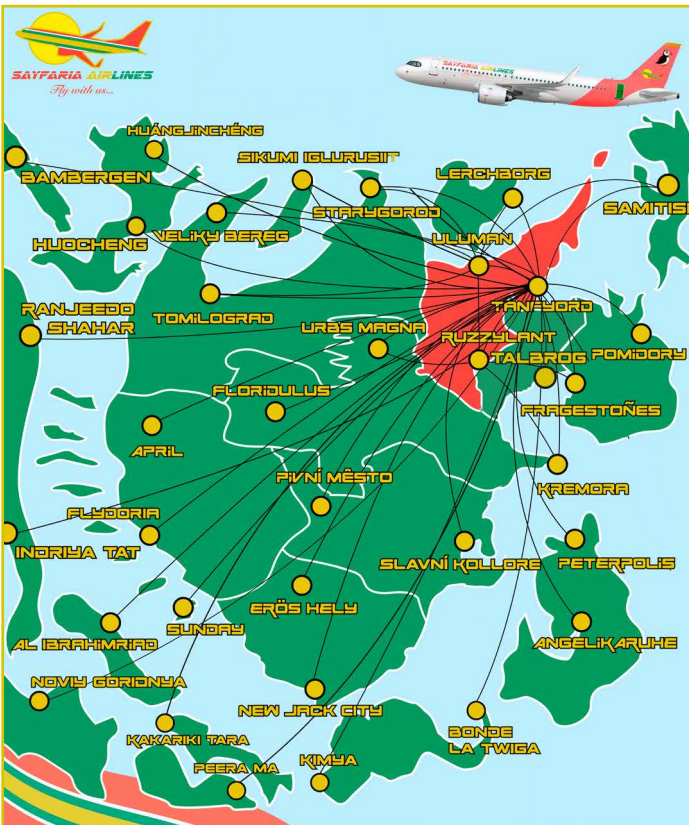 SAYFARIA AIRLINES
Fly with us...
SAYFARIA AIRLINES
HUÁNGJINCHÉNG
BAMBERGEN
SIKUMI IGLURUSIIT
LERCHBORG
STARYGOROD
SAMITISI
HUOCHENG
VELIKY BEREG
ULUMAN
TANFYORD
RANJEEDO
SHAHAR
TOMILOGRAD
URBS MAGNA
RUZZYLANT
TALBROG
POMIDORY
FLORIDULUS
FRAGESTOÑES
APRIL
PIVNÍ MÊSTO
KREMORA
FLYDORIA
INDRIYA TAT
SLAVNÍ KOLLORE
PETERPOLIS
ERÖS HELY
SUNDAY
AL IBRAHIMRIAD
ANGELIKARUHE
NOVIY GORIDNYA
NEW JACK CITY
KAKARIKI TARA
BONDE
LA TWIGA
PEERA MA
KIMYA